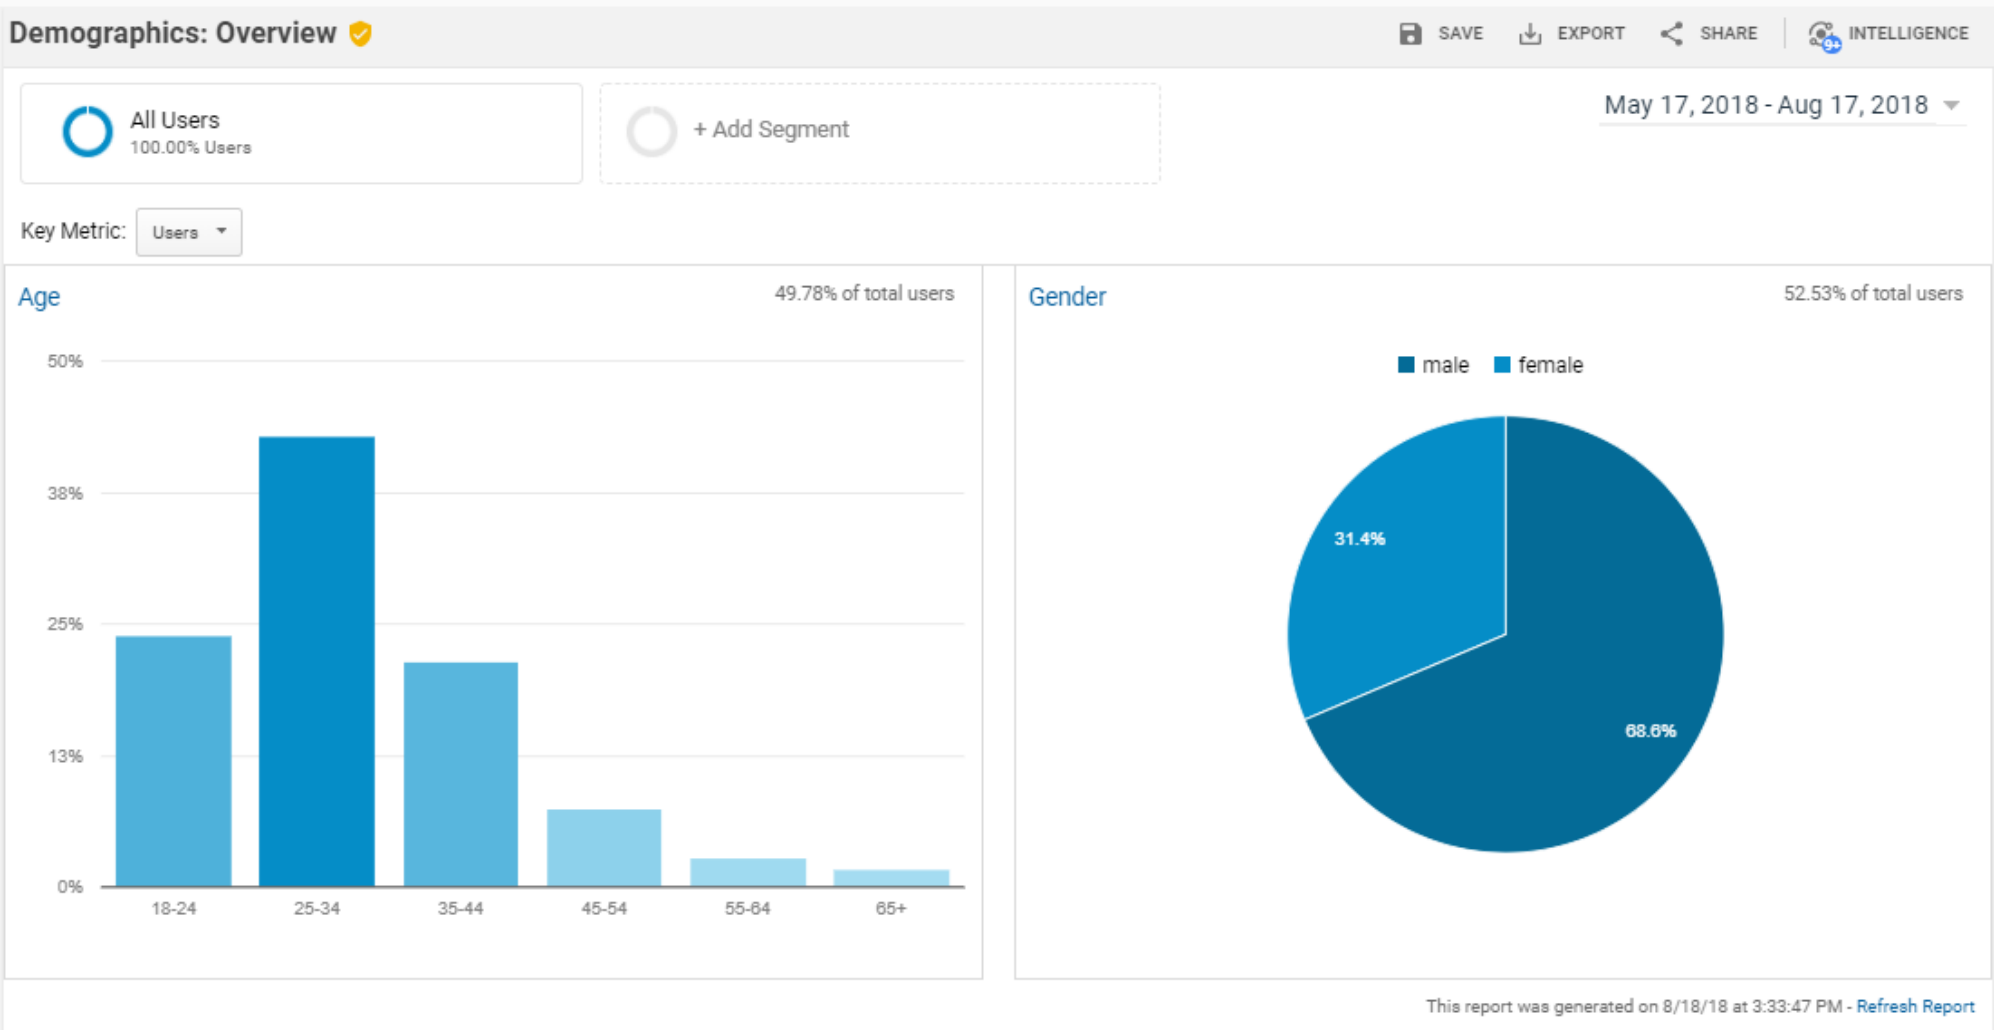 Demographics: Overview
SAVE
EXPORT
SHARE
9+
INTELLIGENCE
All Users
100.00% Users
+ Add Segment
May 17, 2018 - Aug 17, 2018
Key Metric:
Users
Age
49.78% of total users
50%
38%
25%
13%
0%
18-24
25-34
35-44
45-54
55-64
65+
Gender
52.53% of total users
male
female
31.4%
68.6%
This report was generated on 8/18/18 at 3:33:47 PM - Refresh Report